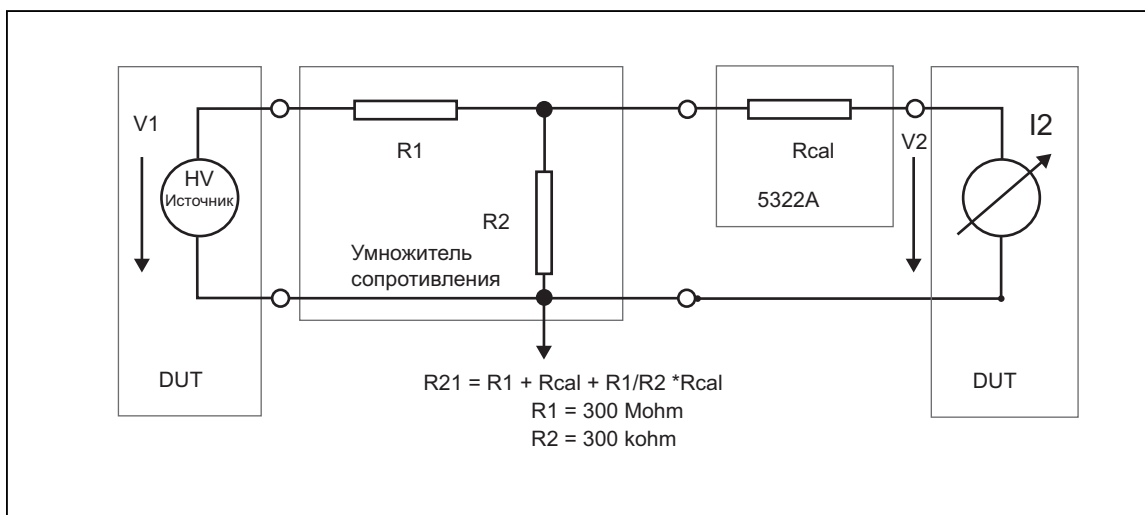 V1
HV
Источник
R1
R2
Умножитель
сопротивления
Rcal
5322A
V2
I2
DUT
DUT
R21 = R1 + Rcal + R1/R2 *Rcal
R1 = 300 Mohm
R2 = 300 kohm